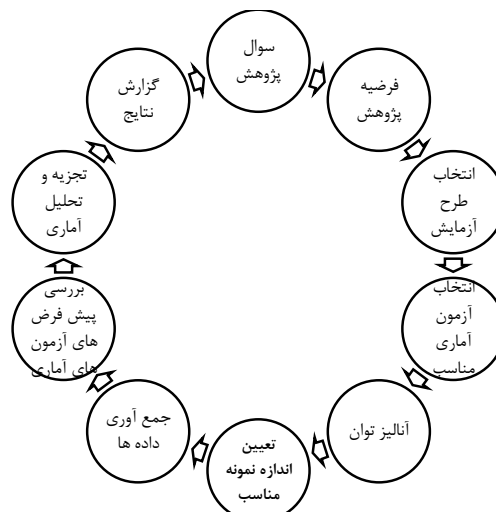 سوال
پژوهش
فرضیه
پژوهش
انتخاب
طرح
آزمایش
انتخاب
آزمون
آماری
مناسب
آنالیز توان
تعیین
اندازه نمونه
مناسب
جمع آوری
داده ها
بررسی
پیش فرض
های آزمون
های آماری
تجزیه و
تحلیل
آماری
گزارش
نتایج